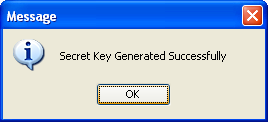 Message
Secret Key Generated Successfully
OK